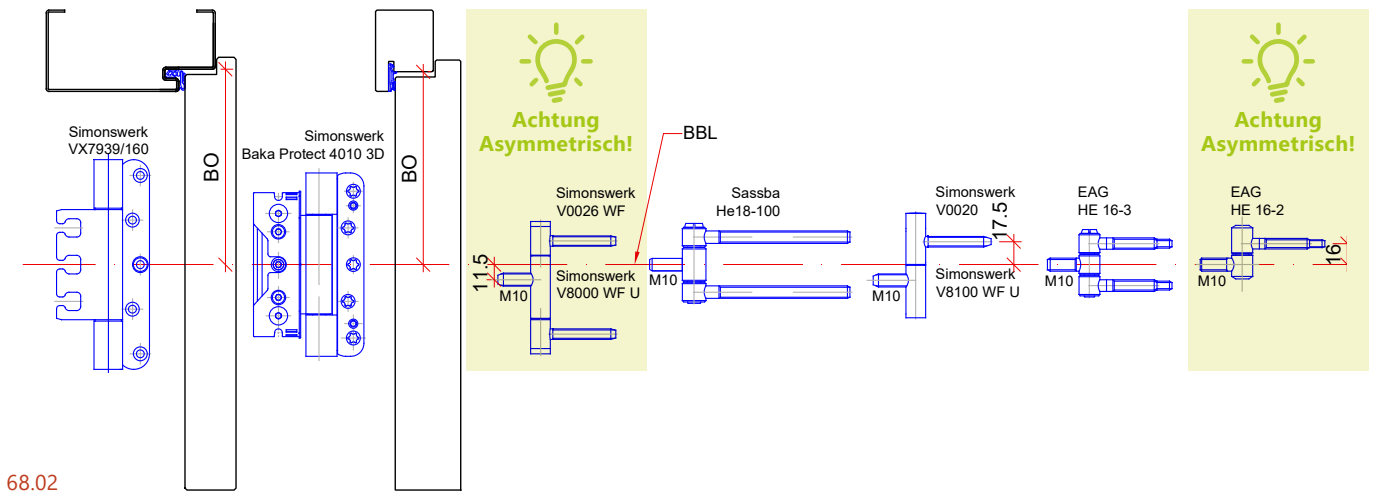 Simonswerk
VX7939/160
BO
Simonswerk
Baka Protect 4010 3D
BO
Achtung
Asymmetrisch!
Simonswerk
V0026 WF
11.5
M10
Simonswerk
V8000 WF U
BBL
Sassba
He18-100
M10
Simonswerk
V0020
17.5
M10
Simonswerk
V8100 WF U
EAG
HE 16-3
M10
Achtung
Asymmetrisch!
EAG
HE 16-2
16
M10
68.02